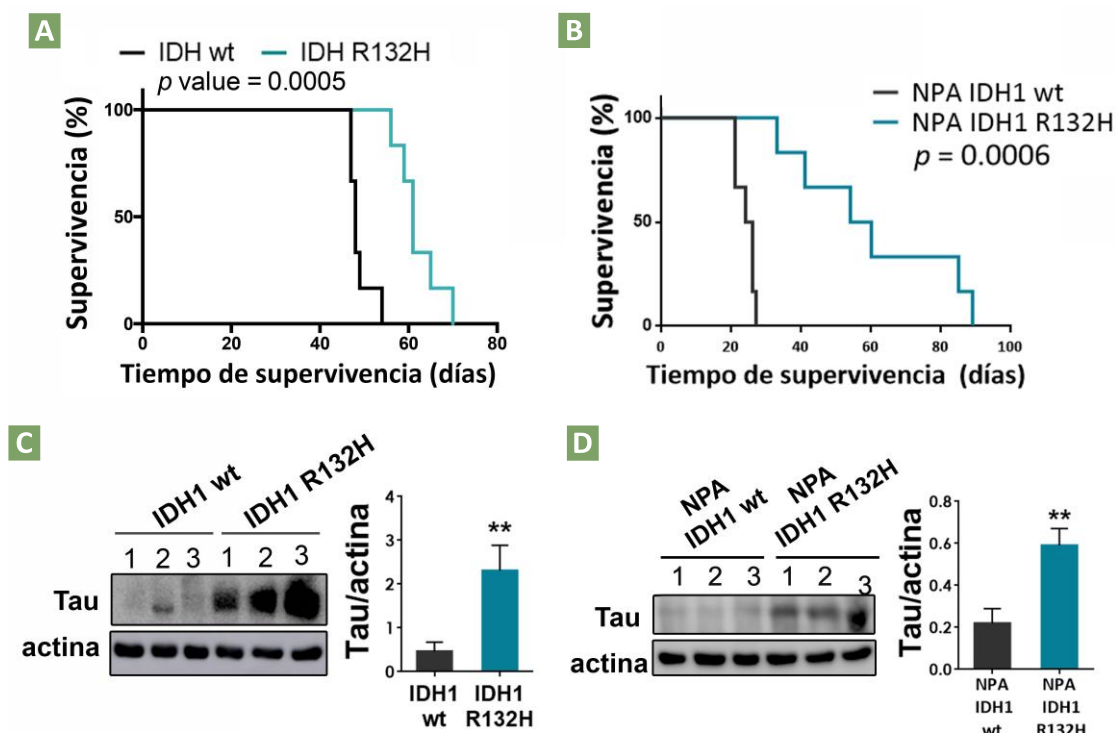 A
IDH wt IDH R132H
p value = 0.0005
Supervivencia (%)
100
50
0
0 20 40 60 80
Tiempo de supervivencia (días)
B
NPA IDH1 wt
NPA IDH1 R132H
p = 0.0006
Supervivencia (%)
100
50
0
0 20 40 60 80 100
Tiempo de supervivencia (días)
C
IDH1 wt IDH1 R132H
1 2 3 1 2 3
Tau
actina
Tau/actina
4
3
2
1
0
**
IDH1 IDH1
wt R132H
D
NPA NPA
IDH1 wt IDH1 R132H
1 2 3 1 2 3
Tau
actina
Tau/actina
0.8
0.6
0.4
0.2
0.0
**
NPA NPA
IDH1 IDH1
wt R132H